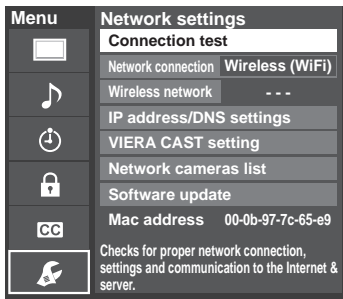 Menu
Network settings
Connection test
Network connection Wireless (WiFi)
Wireless network - - -
IP address/DNS settings
VIERA CAST setting
Network cameras list
Software update
Mac address 00-0b-97-7c-65-e9
CC
Checks for proper network connection,
settings and communication to the Internet &
server.